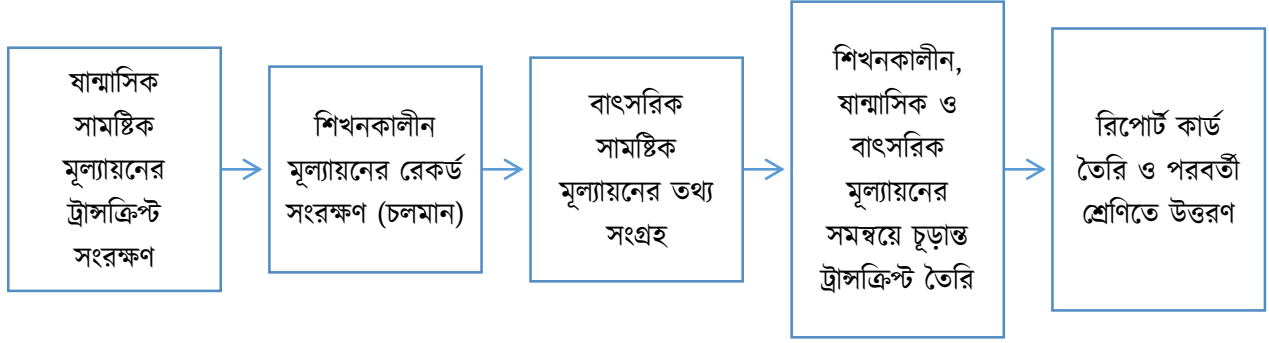 ষান্মাসিক
সামষ্টিক
মূল্যায়নের
ট্রান্সক্রিপ্ট
সংরক্ষণ
শিখনকালীন
মূল্যায়নের রেকর্ড
সংরক্ষণ (চলমান)
বাৎসরিক
সামষ্টিক
মূল্যায়নের তথ্য
সংগ্রহ
শিখনকালীন,
ষান্মাসিক ও
বাৎসরিক
মূল্যায়নের
সমন্বয়ে চূড়ান্ত
ট্রান্সক্রিপ্ট তৈরি
রিপোর্ট কার্ড
তৈরি ও পরবর্তী
শ্রেণিতে উত্তরণ